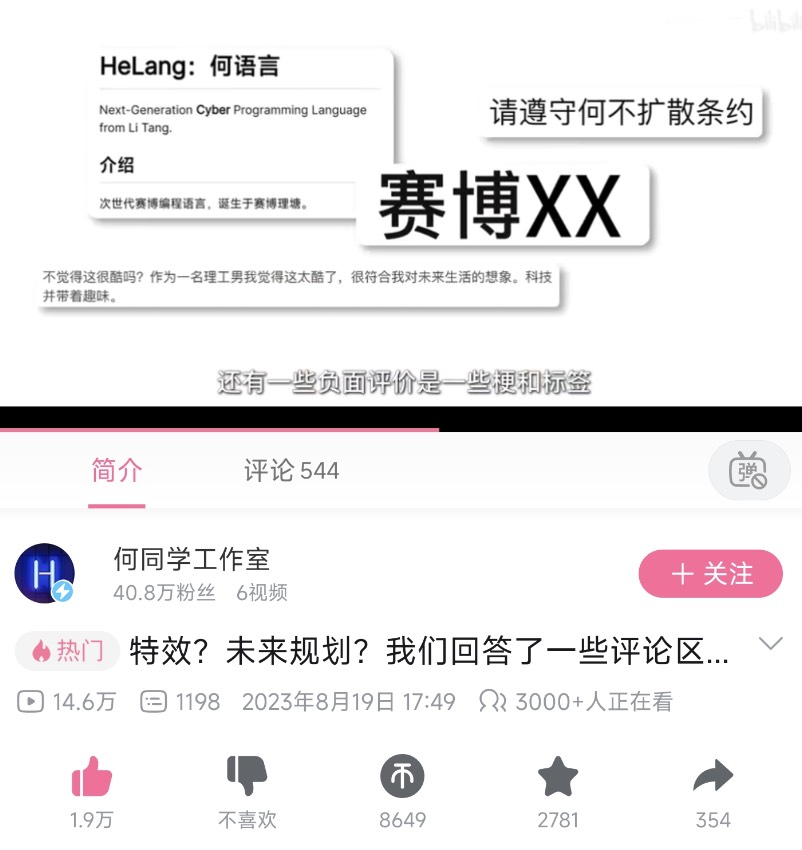 bilibili
HeLang：何语言
Next-Generation Cyber Programming Language
from Li Tang.
介绍
次世代赛博编程语言，诞生于赛博理塘。
请遵守何不扩散条约
赛博XX
不觉得这很酷吗？作为一名理工男我觉得这太酷了，很符合我对未来生活的想象。科技
并带着趣味。
还有一些负面评价是一些梗和标签
简介
评论 544
弹
何同学工作室
40.8万粉丝 6视频
＋ 关注
热门 特效？未来规划？我们回答了一些评论区...
14.6万 1198 2023年8月19日 17:49 3000+人正在看
1.9万 不喜欢 8649 2781 354